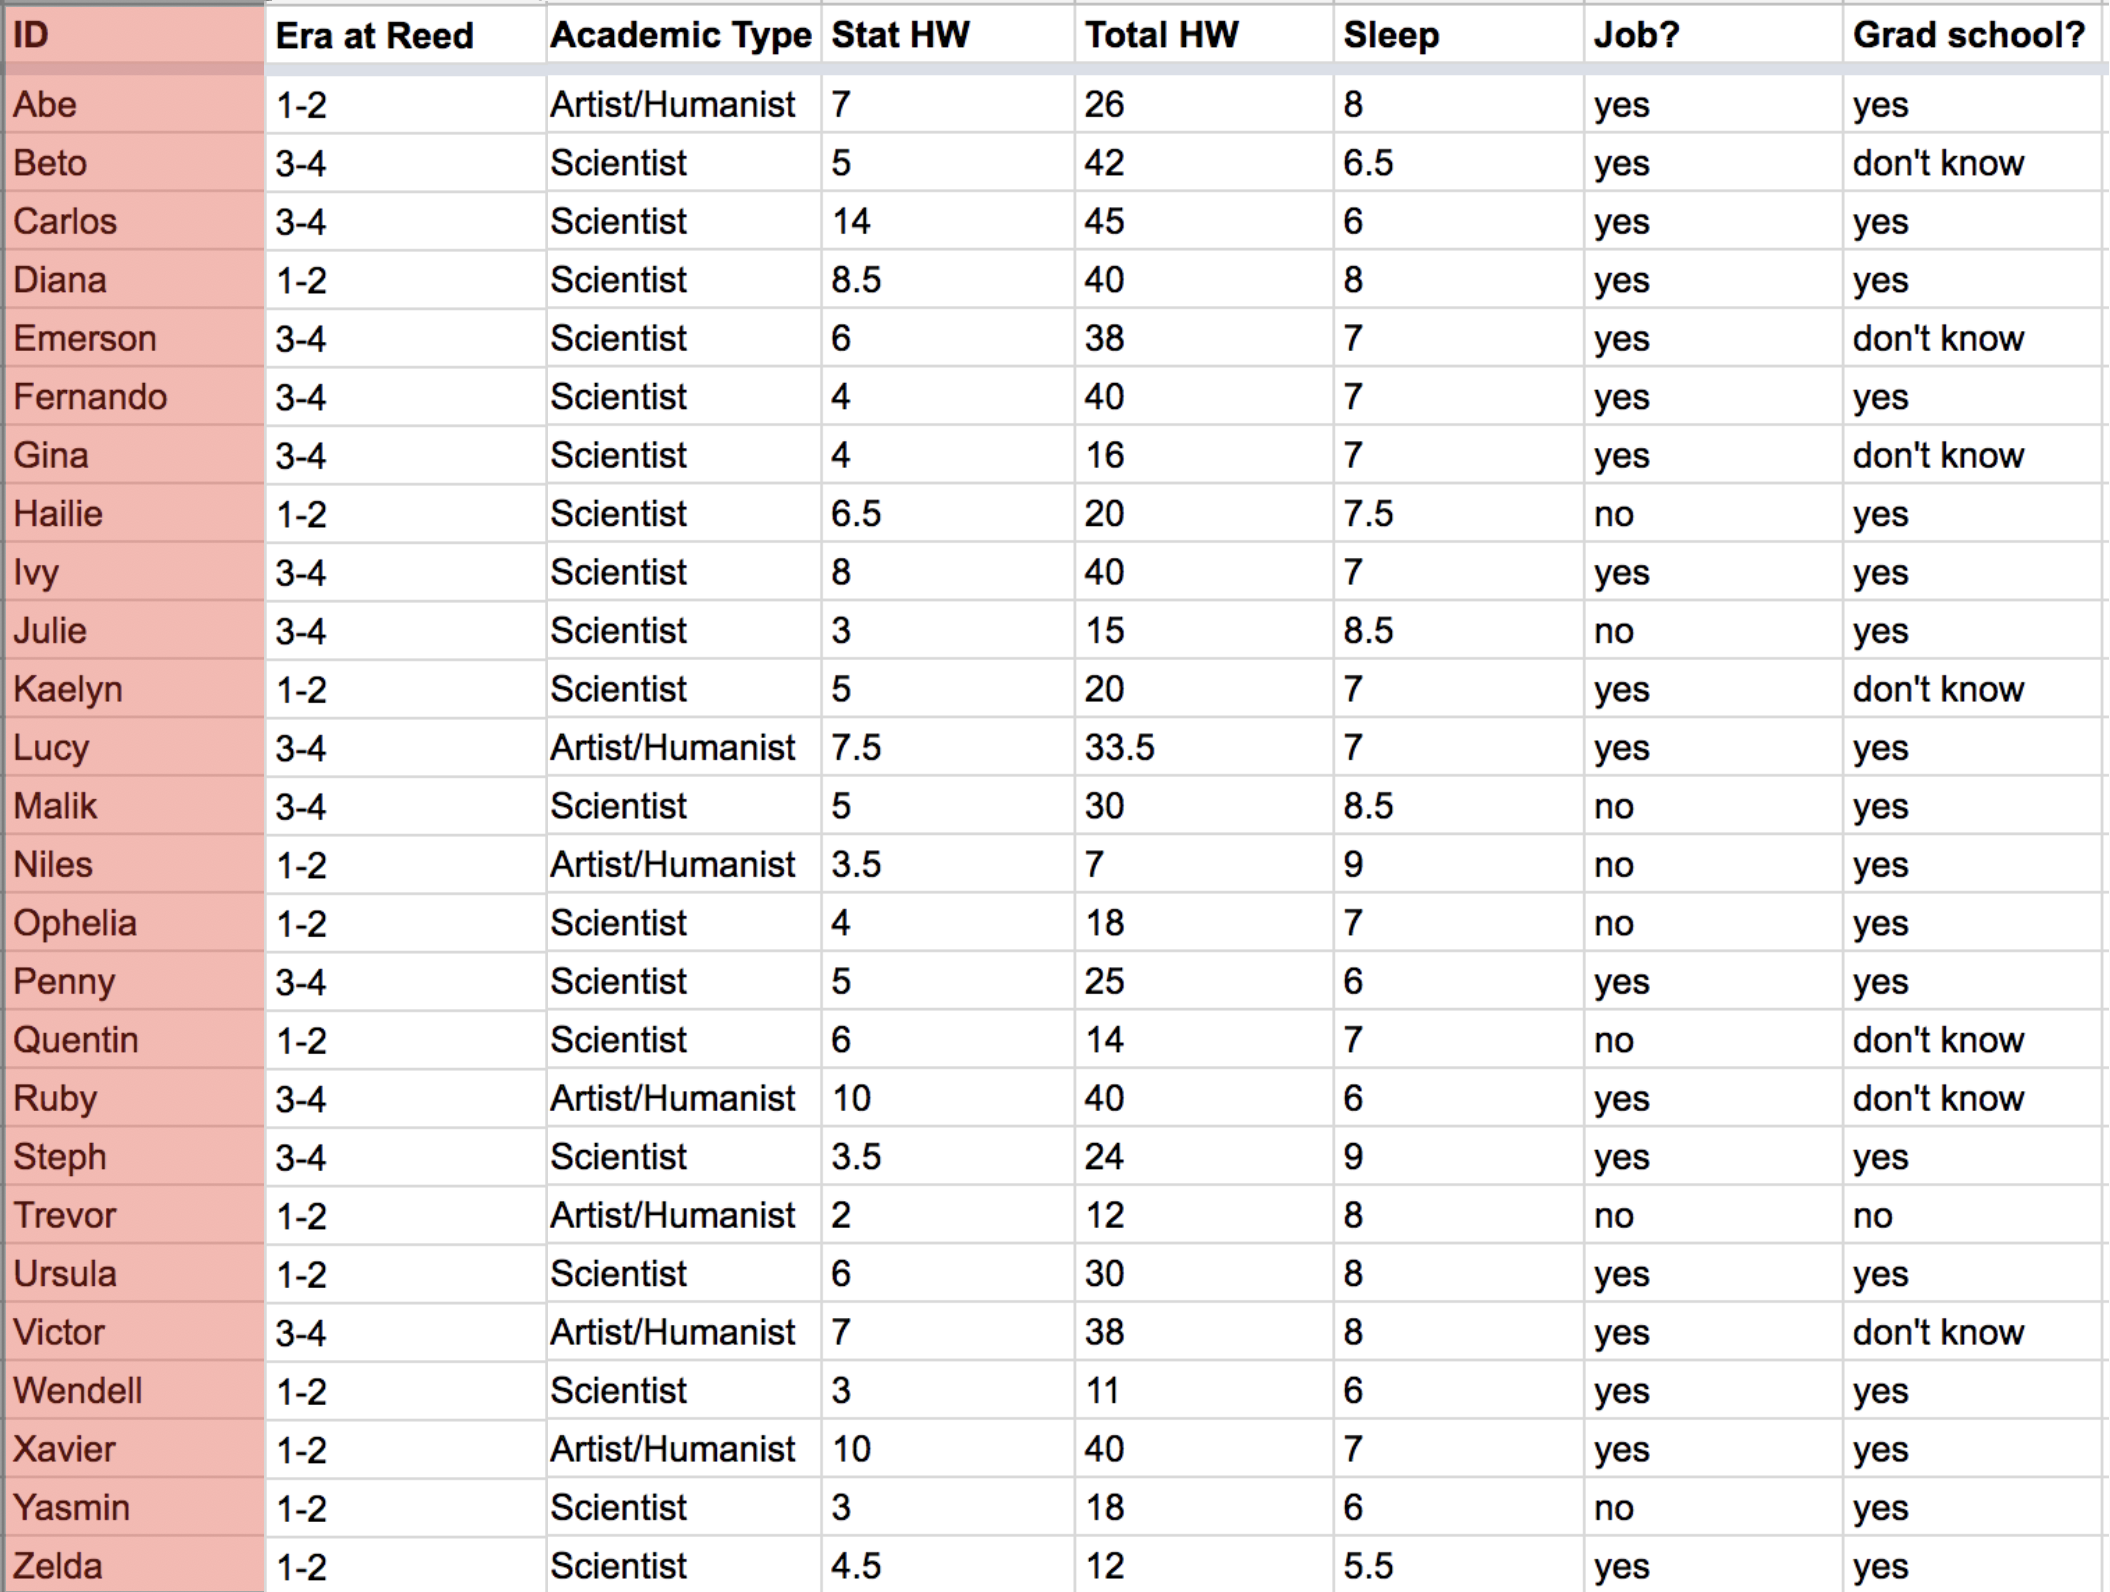 ID Era at Reed Academic Type Stat HW Total HW Sleep Job? Grad school?
Abe 1-2 Artist/Humanist 7 26 8 yes yes
Beto 3-4 Scientist 5 42 6.5 yes don't know
Carlos 3-4 Scientist 14 45 6 yes yes
Diana 1-2 Scientist 8.5 40 8 yes yes
Emerson 3-4 Scientist 6 38 7 yes don't know
Fernando 3-4 Scientist 4 40 7 yes yes
Gina 3-4 Scientist 4 16 7 yes don't know
Hailie 1-2 Scientist 6.5 20 7.5 no yes
Ivy 3-4 Scientist 8 40 7 yes yes
Julie 3-4 Scientist 3 15 8.5 no yes
Kaelyn 1-2 Scientist 5 20 7 yes don't know
Lucy 3-4 Artist/Humanist 7.5 33.5 7 yes yes
Malik 3-4 Scientist 5 30 8.5 no yes
Niles 1-2 Artist/Humanist 3.5 7 9 no yes
Ophelia 1-2 Scientist 4 18 7 no yes
Penny 3-4 Scientist 5 25 6 yes yes
Quentin 1-2 Scientist 6 14 7 no don't know
Ruby 3-4 Artist/Humanist 10 40 6 yes don't know
Steph 3-4 Scientist 3.5 24 9 yes yes
Trevor 1-2 Artist/Humanist 2 12 8 no no
Ursula 1-2 Scientist 6 30 8 yes yes
Victor 3-4 Artist/Humanist 7 38 8 yes don't know
Wendell 1-2 Scientist 3 11 6 yes yes
Xavier 1-2 Artist/Humanist 10 40 7 yes yes
Yasmin 1-2 Scientist 3 18 6 no yes
Zelda 1-2 Scientist 4.5 12 5.5 yes yes